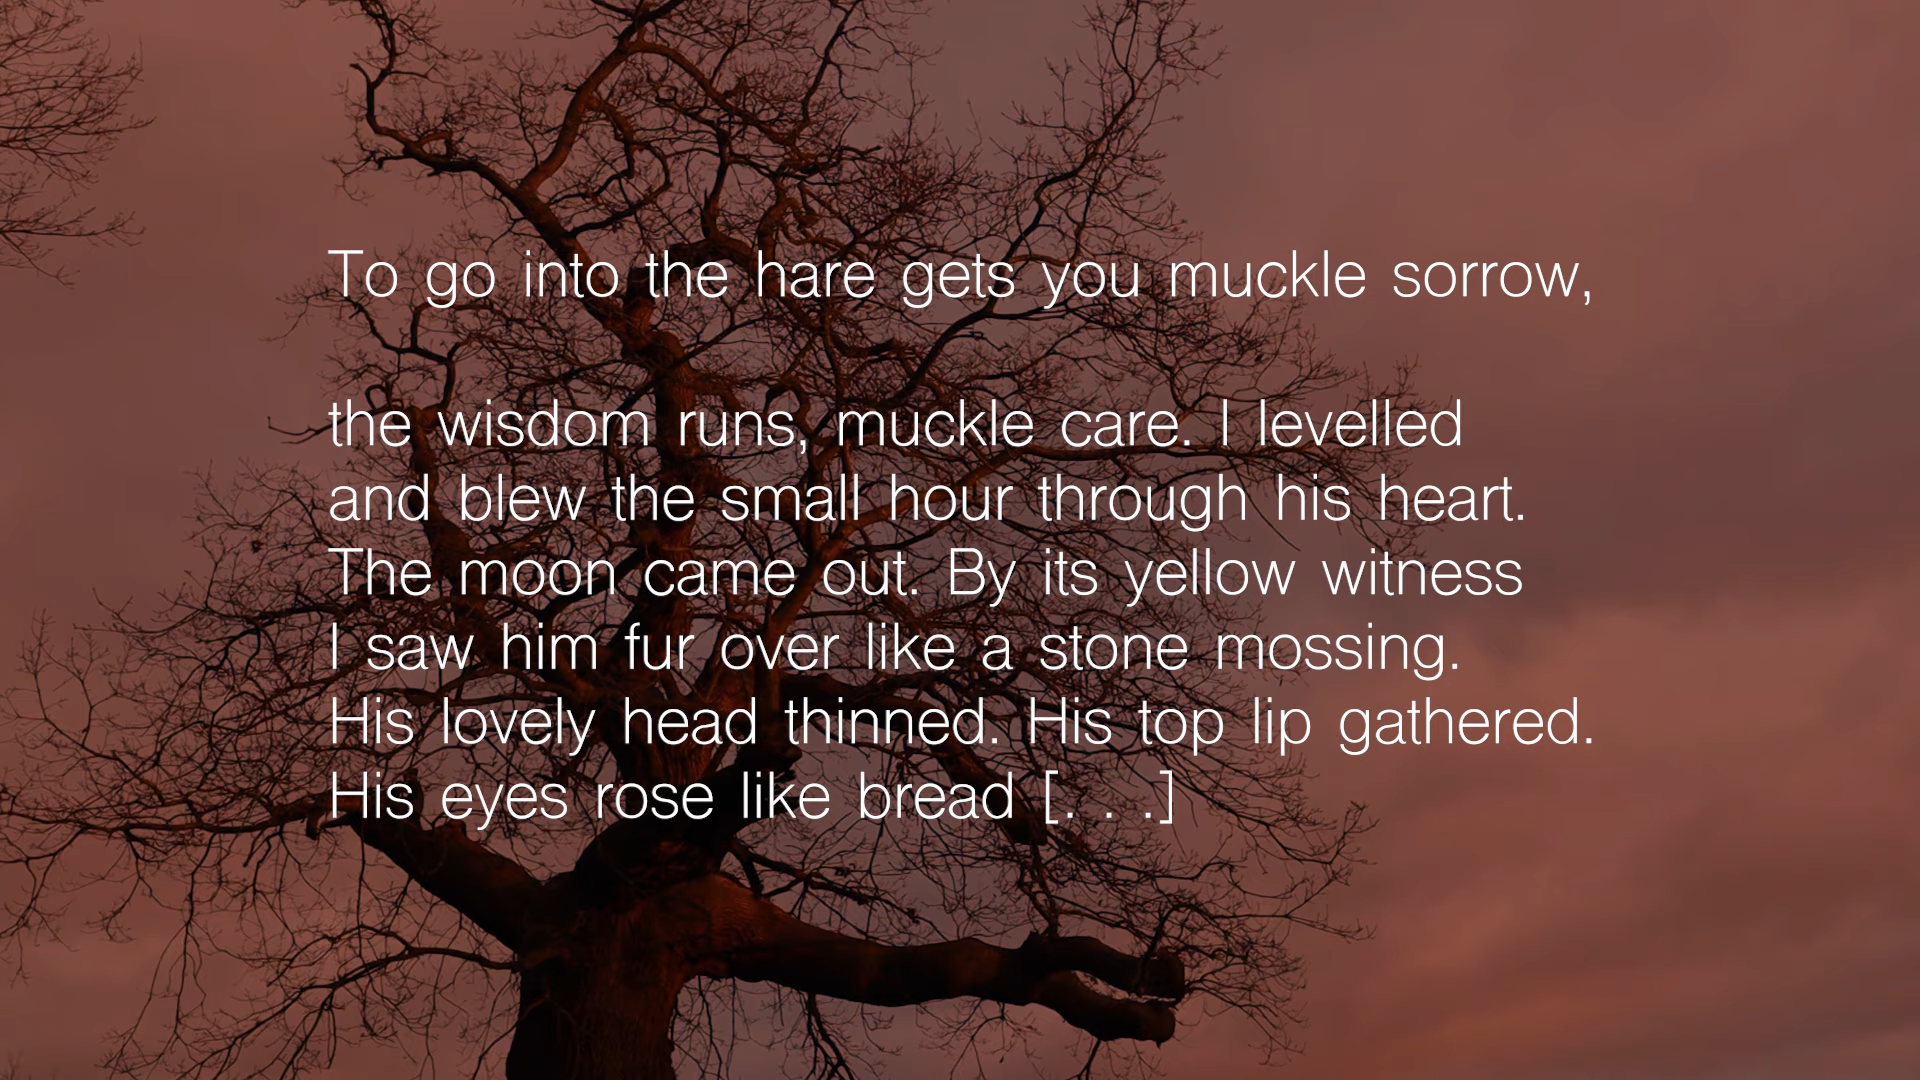 To go into the hare gets you muckle sorrow,
the wisdom runs, muckle care. I levelled
and blew the small hour through his heart.
The moon came out. By its yellow witness
I saw him fur over like a stone mossing.
His lovely head thinned. His top lip gathered.
His eyes rose like bread [. . .]